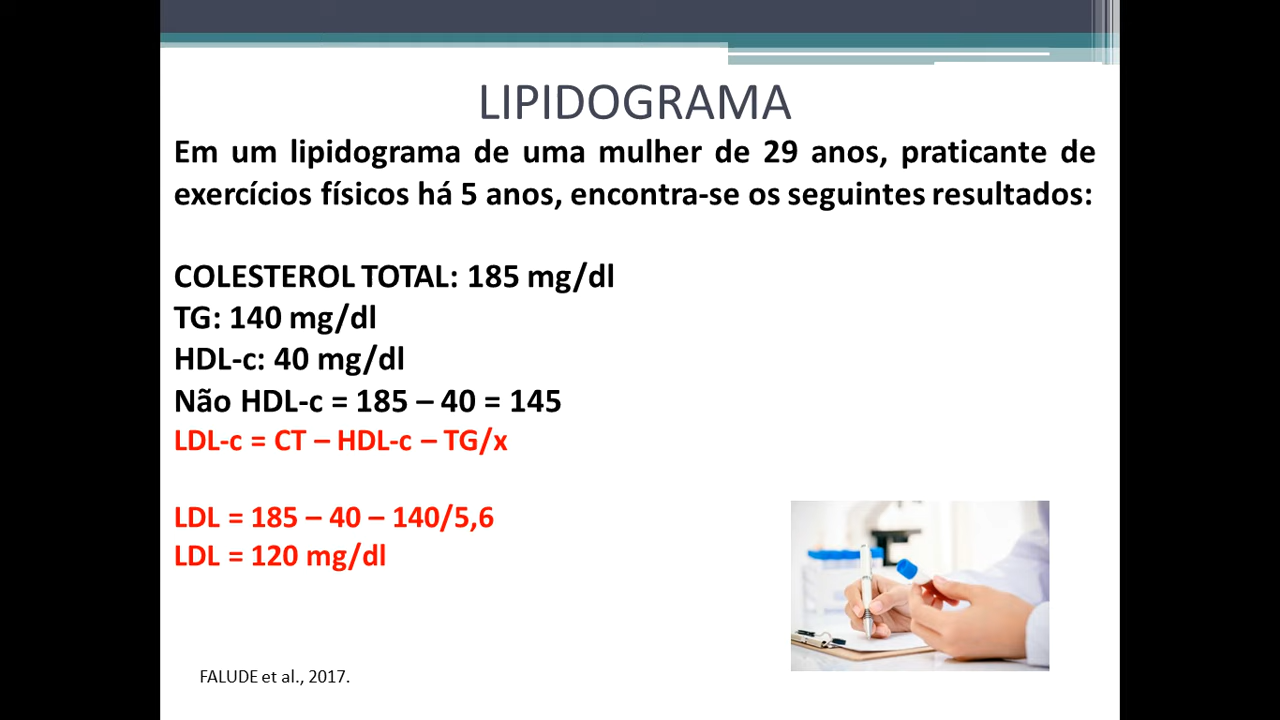 LIPIDOGRAMA
Em um lipidograma de uma mulher de 29 anos, praticante de
exercícios físicos há 5 anos, encontra-se os seguintes resultados:
COLESTEROL TOTAL: 185 mg/dl
TG: 140 mg/dl
HDL-c: 40 mg/dl
Não HDL-c = 185 – 40 = 145
LDL-c = CT – HDL-c – TG/x
LDL = 185 – 40 – 140/5,6
LDL = 120 mg/dl
FALUDE et al., 2017.